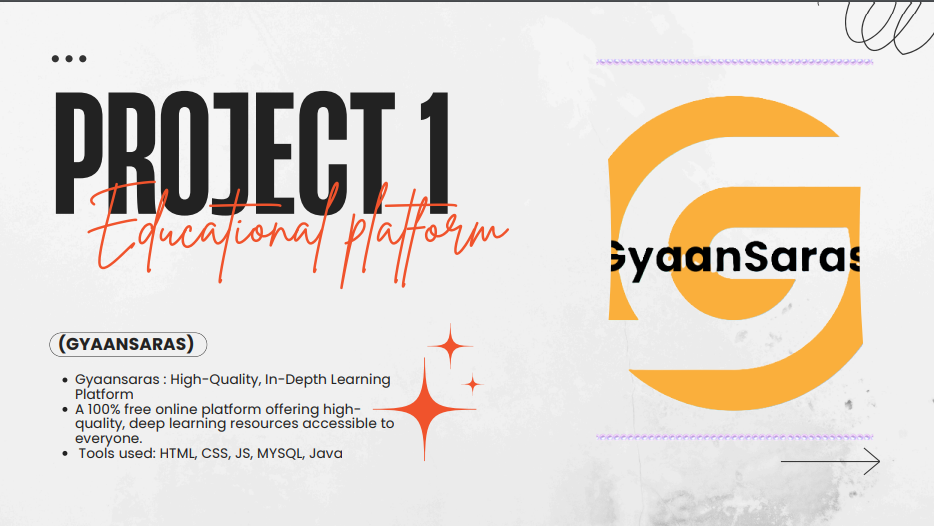 PROJECT 1
Educational platform
GyaanSaras
(GYAANSARAS)
• Gyaansaras : High-Quality, In-Depth Learning
Platform
• A 100% free online platform offering high-
quality, deep learning resources accessible to
everyone.
• Tools used: HTML, CSS, JS, MYSQL, Java